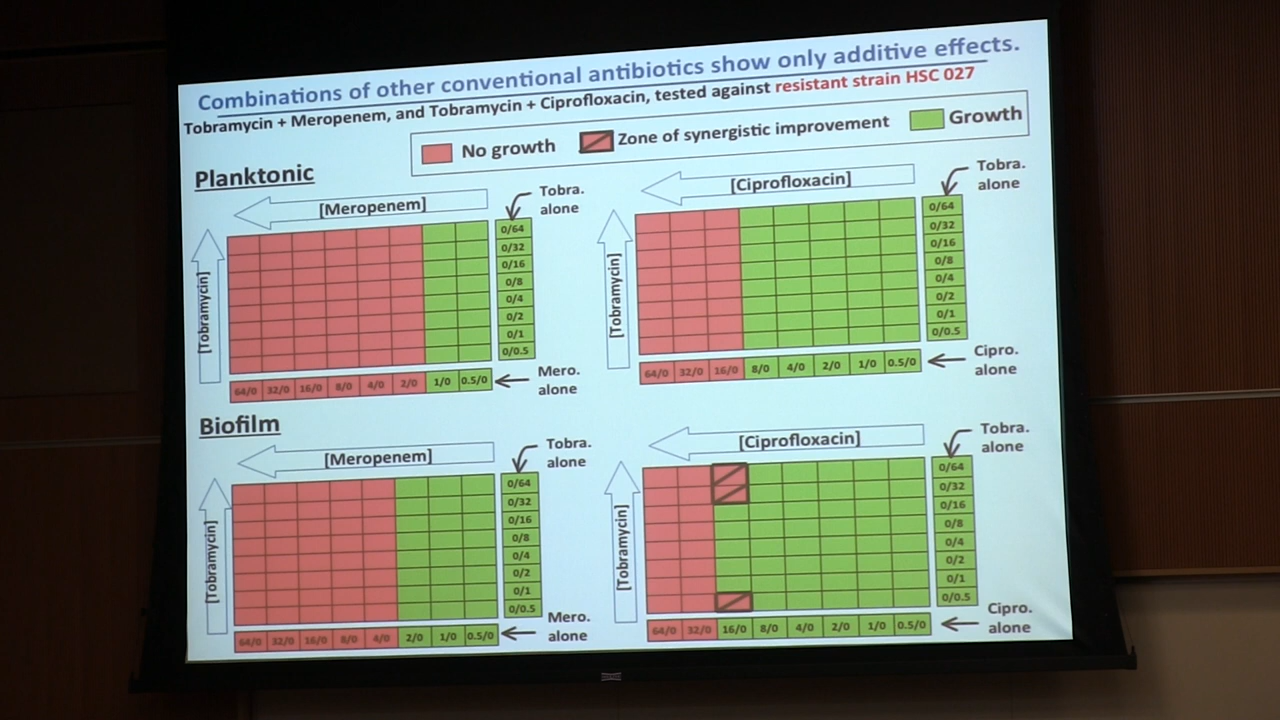 Combinations of other conventional antibiotics show only additive effects.
Tobramycin + Meropenem, and Tobramycin + Ciprofloxacin, tested against resistant strain HSC 027
No growth Zone of synergistic improvement Growth
Planktonic
[Meropenem]
Tobra.
alone
[Tobramycin]
0/64
0/32
0/16
0/8
0/4
0/2
0/1
0/0.5
64/0 32/0 16/0 8/0 4/0 2/0 1/0 0.5/0
Mero.
alone
[Ciprofloxacin]
Tobra.
alone
[Tobramycin]
0/64
0/32
0/16
0/8
0/4
0/2
0/1
0/0.5
64/0 32/0 16/0 8/0 4/0 2/0 1/0 0.5/0
Cipro.
alone
Biofilm
[Meropenem]
Tobra.
alone
[Tobramycin]
0/64
0/32
0/16
0/8
0/4
0/2
0/1
0/0.5
64/0 32/0 16/0 8/0 4/0 2/0 1/0 0.5/0
Mero.
alone
[Ciprofloxacin]
Tobra.
alone
[Tobramycin]
0/64
0/32
0/16
0/8
0/4
0/2
0/1
0/0.5
64/0 32/0 16/0 8/0 4/0 2/0 1/0 0.5/0
Cipro.
alone